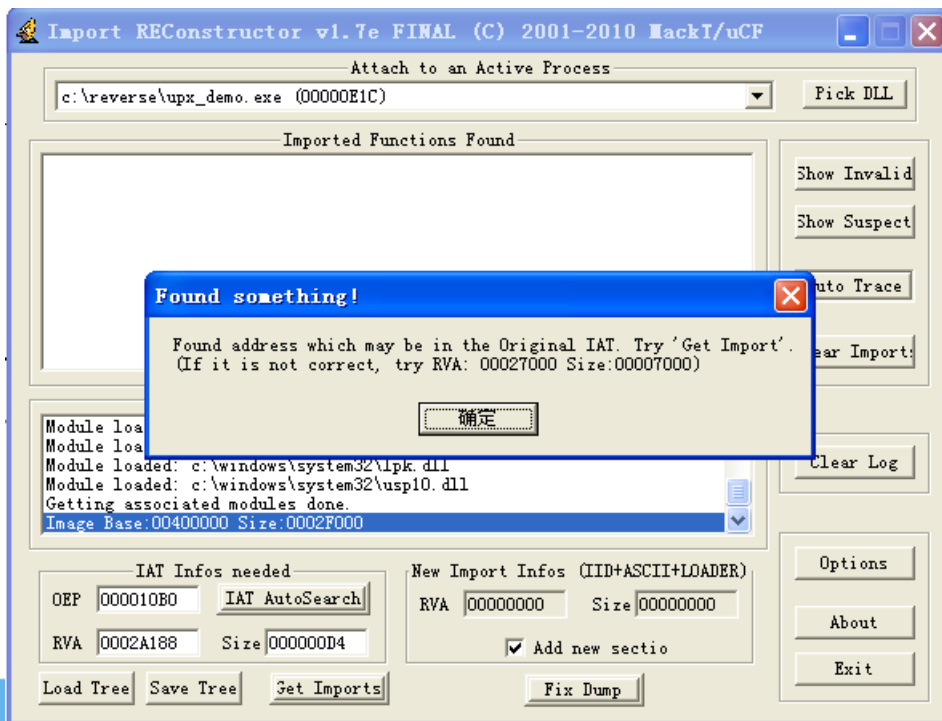 Import REConstructor v1.7e FINAL (C) 2001-2010 MackT/uCF
Attach to an Active Process
c:\reverse\upx_demo.exe (00000E1C)
Pick DLL
Imported Functions Found
Show Invalid
Show Suspect
Auto Trace
Found something!
Found address which may be in the Original IAT. Try 'Get Import'.
(If it is not correct, try RVA: 00027000 Size:00007000)
确定
ear Import
Module loa
Module loa
Module loaded: c:\windows\system32\lpk.dll
Module loaded: c:\windows\system32\usp10.dll
Getting associated modules done.
Image Base:00400000 Size:0002F000
Clear Log
IAT Infos needed
OEP 000010B0 IAT AutoSearch
RVA 0002A188 Size 000000D4
New Import Infos (IID+ASCII+LOADER)
RVA 00000000 Size 00000000
Add new sectio
Options
About
Exit
Load Tree Save Tree Get Imports
Fix Dump